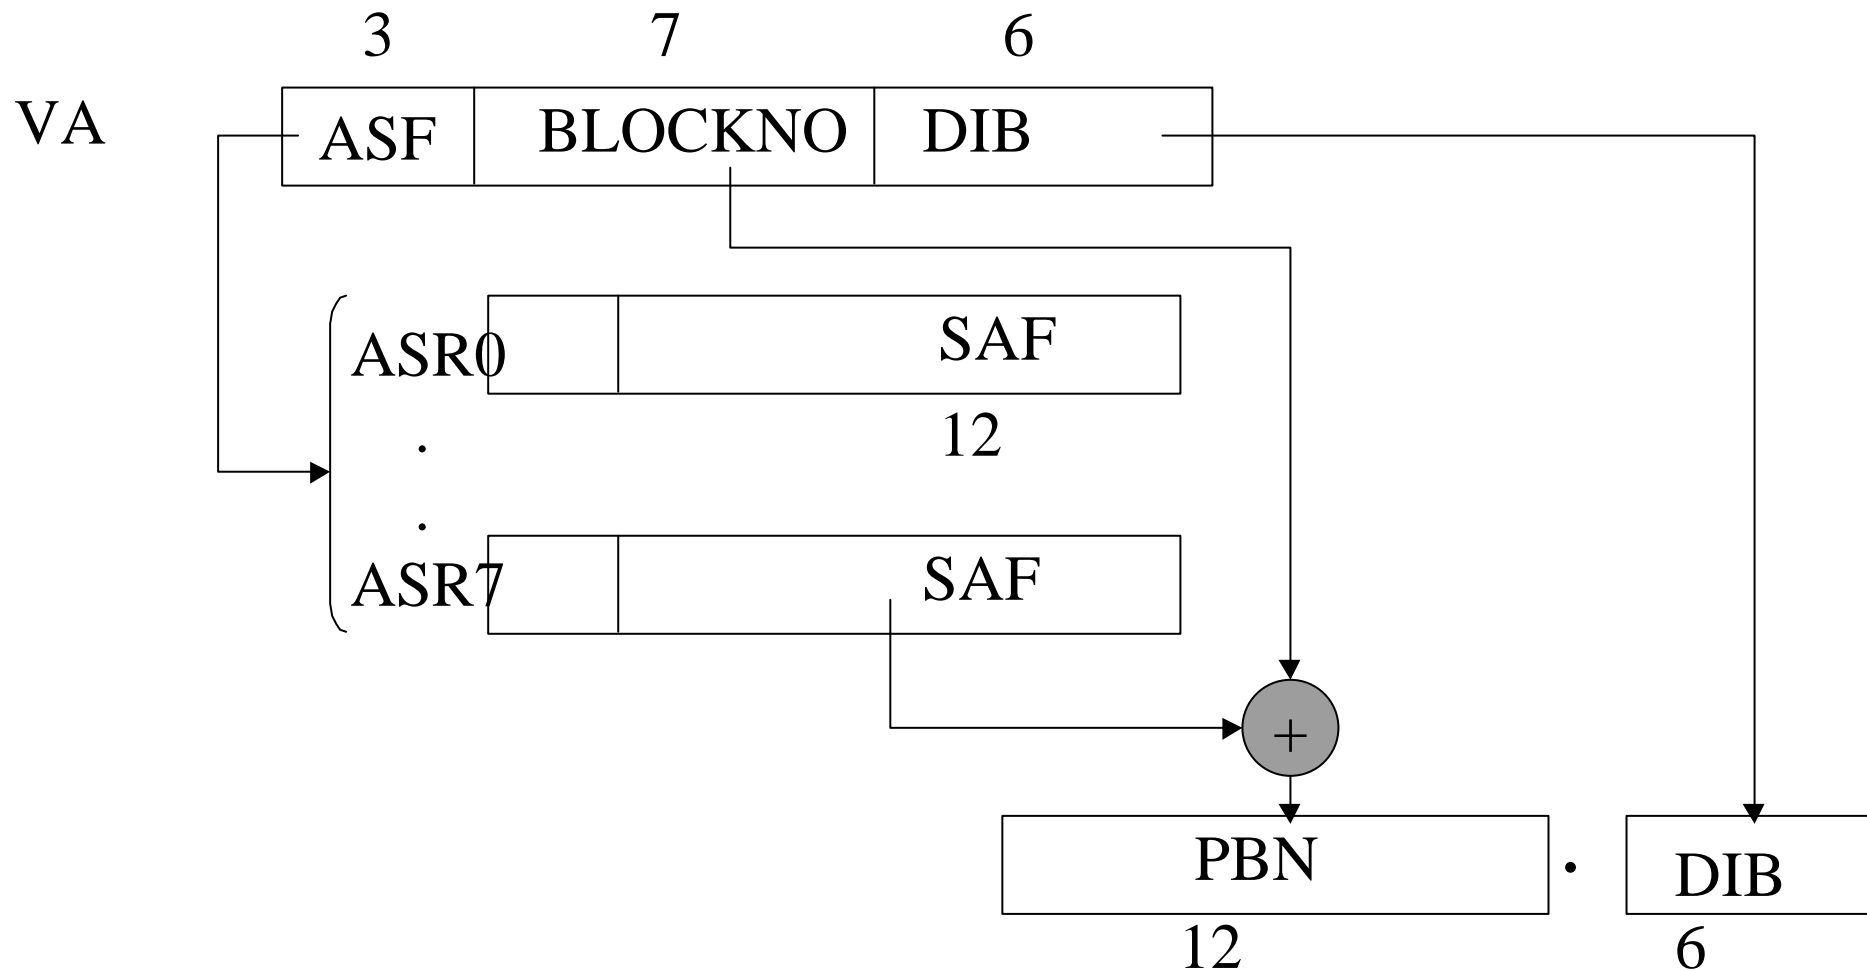 3 7 6
VA ASF BLOCKNO DIB
ASR0 SAF
12
.
.
ASR7 SAF
+
PBN . DIB
12 6